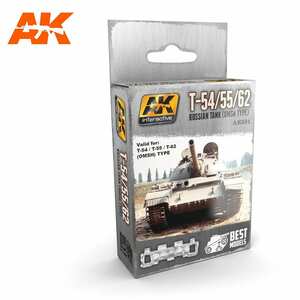 AK
AK
interactive
T-54/55/62
RUSSIAN TANK (OMSH TYPE)
Valid for:
T-54 / T-55 / T-62
(OMSH) TYPE
T-54/55/62
BEST
MODELS